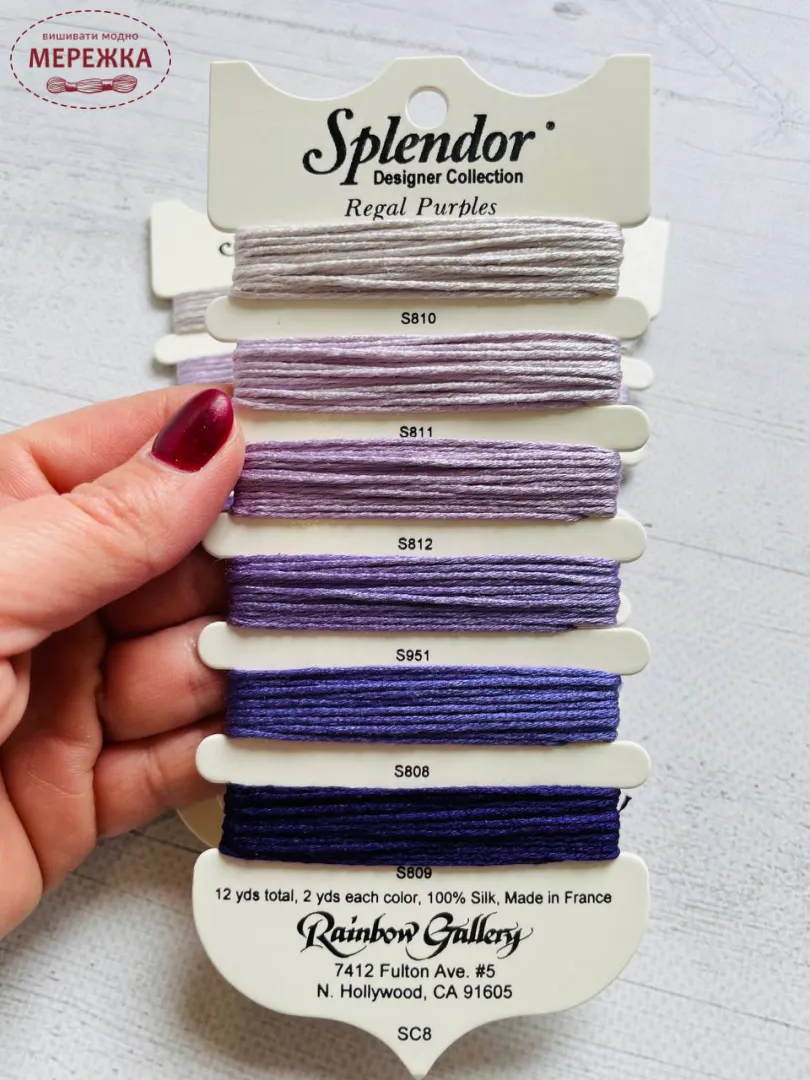 вишивати модно
МЕРЕЖКА
Splendor
Designer Collection
Regal Purples
S810
S811
S812
S951
S808
S809
12 yds total, 2 yds each color, 100% Silk, Made in France
Rainbow Gallery
7412 Fulton Ave. #5
N. Hollywood, CA 91605
SC8